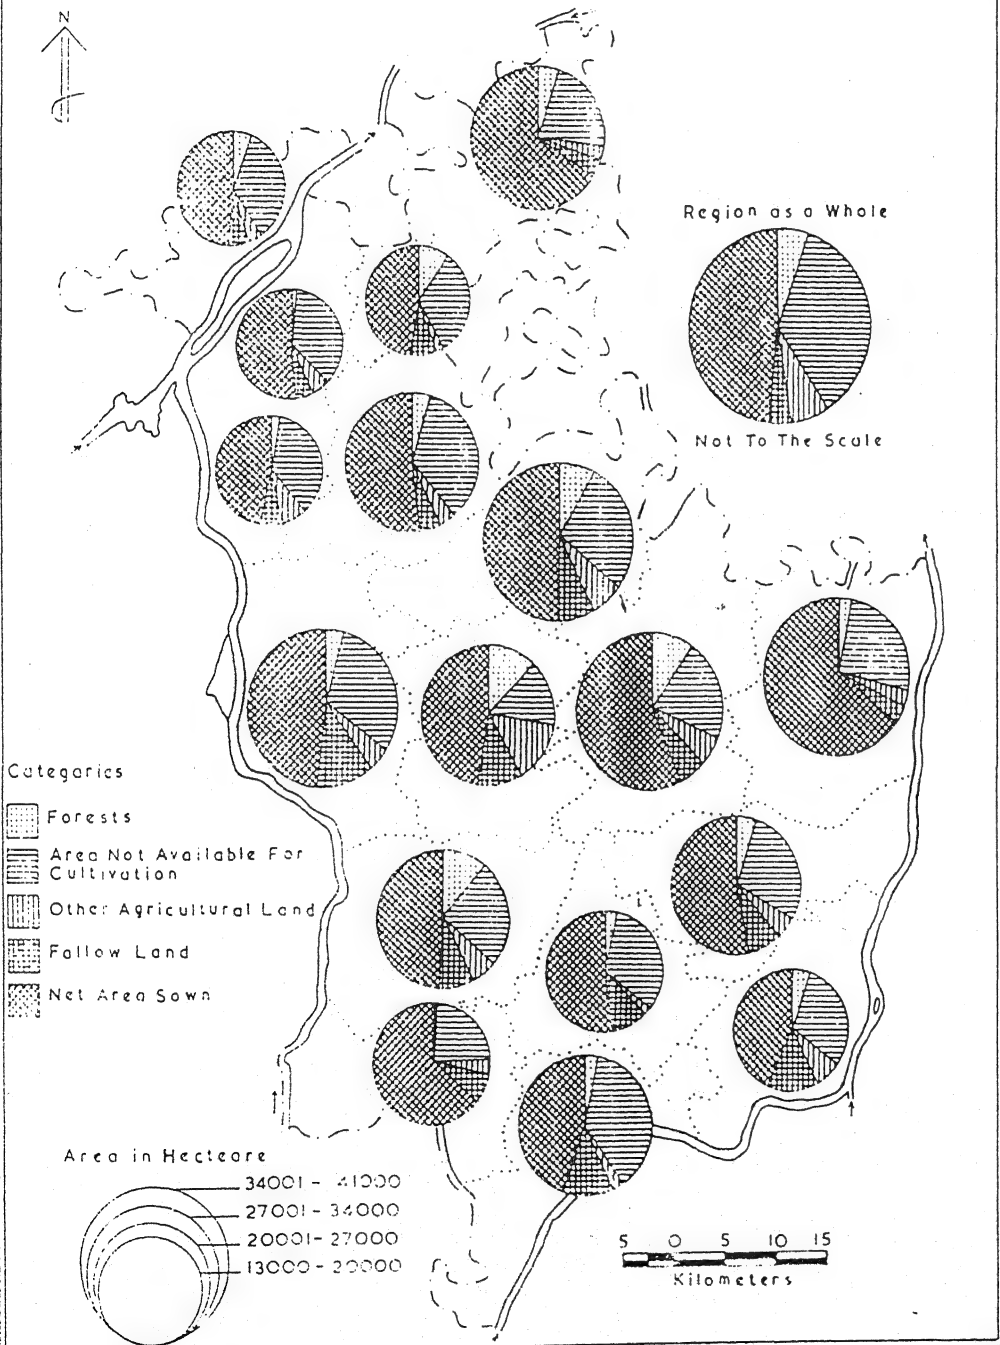 N
Region as a Whole
Not To The Scale
Categories
Forests
Area Not Available For
Cultivation
Other Agricultural Land
Fallow Land
Net Area Sown
Area in Hecteare
34001 - 41000
27001 - 34000
20001 - 27000
13000 - 20000
5 0 5 10 15
Kilometers